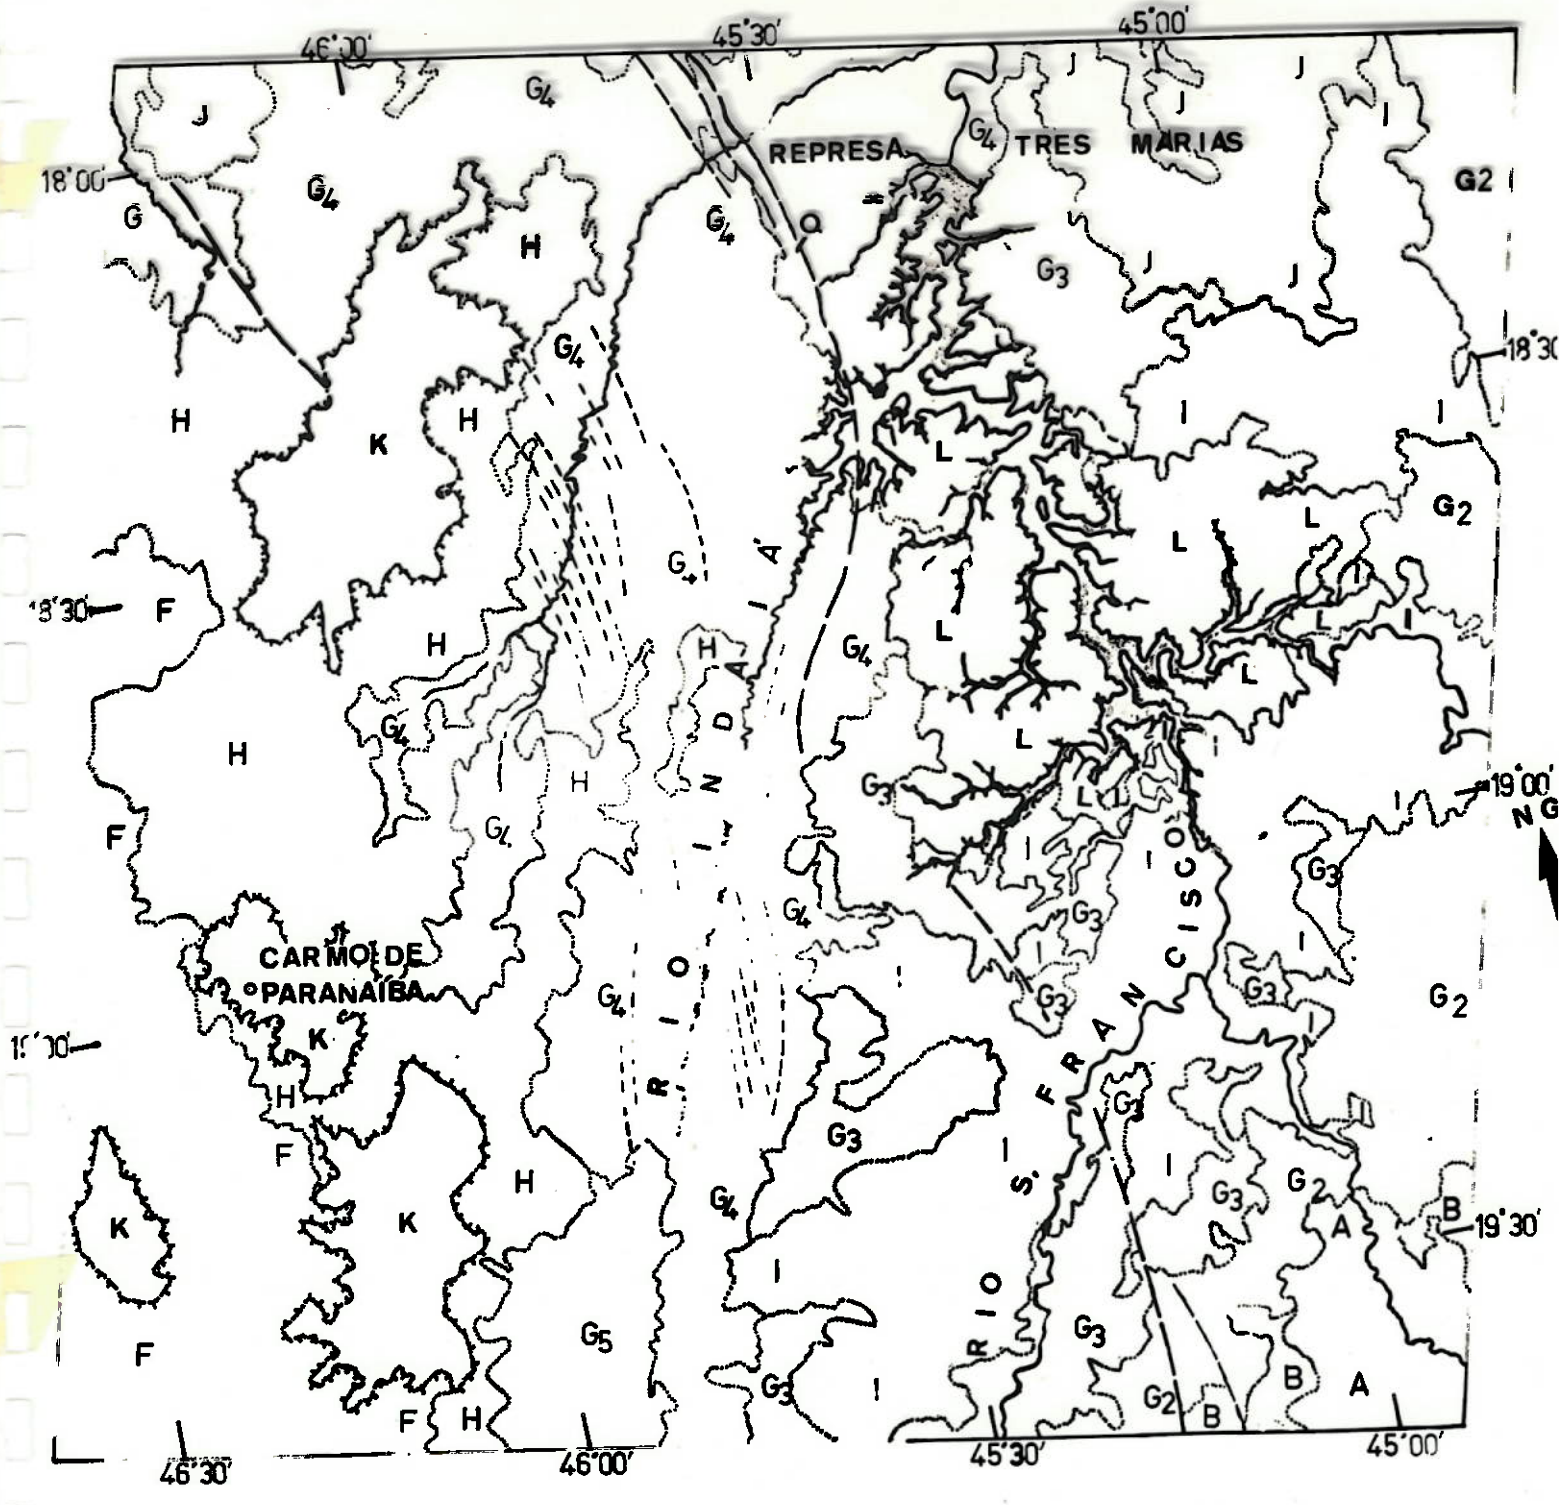 46°00' 45°30' 45°00'
J G4 J J J I
REPRESA TRES MARIAS
G4
18°00' G4 G2
G G4 Q
H G3 J J
G4 18°30'
H K H I I
L
G2
L L
A'
G4 I
18°30' F I L I
H L
H A G4 L
G4 D
H L
H N G3 L I 19°00'
F G4 I I I NG
G3
G4 G3
CARMO DE I I
PARANAÍBA
G4 O G3 G3 G2
19°00' K I I
H R
RIO INDAIÁ
G3 G3
F I I
H G4 G3 G2 B
K K A 19°30'
RIO S. FRANCISCO
I
F G5 G3
G3 I G2 B B A
F H
46°30' 46°00' 45°30' 45°00'